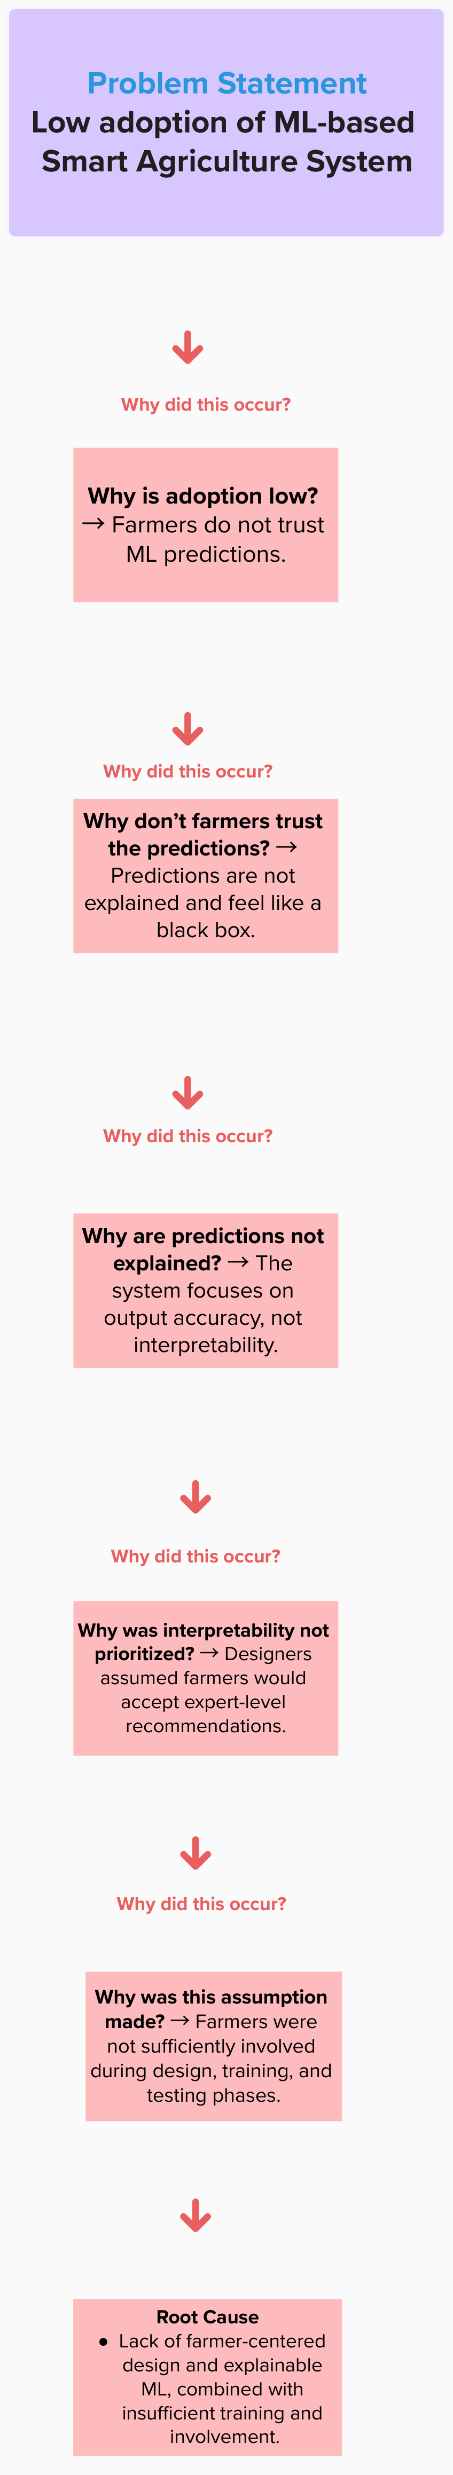 Problem Statement
Low adoption of ML-based
Smart Agriculture System
Why did this occur?
Why is adoption low?
→ Farmers do not trust
ML predictions.
Why did this occur?
Why don’t farmers trust
the predictions? →
Predictions are not
explained and feel like a
black box.
Why did this occur?
Why are predictions not
explained? → The
system focuses on
output accuracy, not
interpretability.
Why did this occur?
Why was interpretability not
prioritized? → Designers
assumed farmers would
accept expert-level
recommendations.
Why did this occur?
Why was this assumption
made? → Farmers were
not sufficiently involved
during design, training, and
testing phases.
Root Cause
● Lack of farmer-centered
design and explainable
ML, combined with
insufficient training and
involvement.